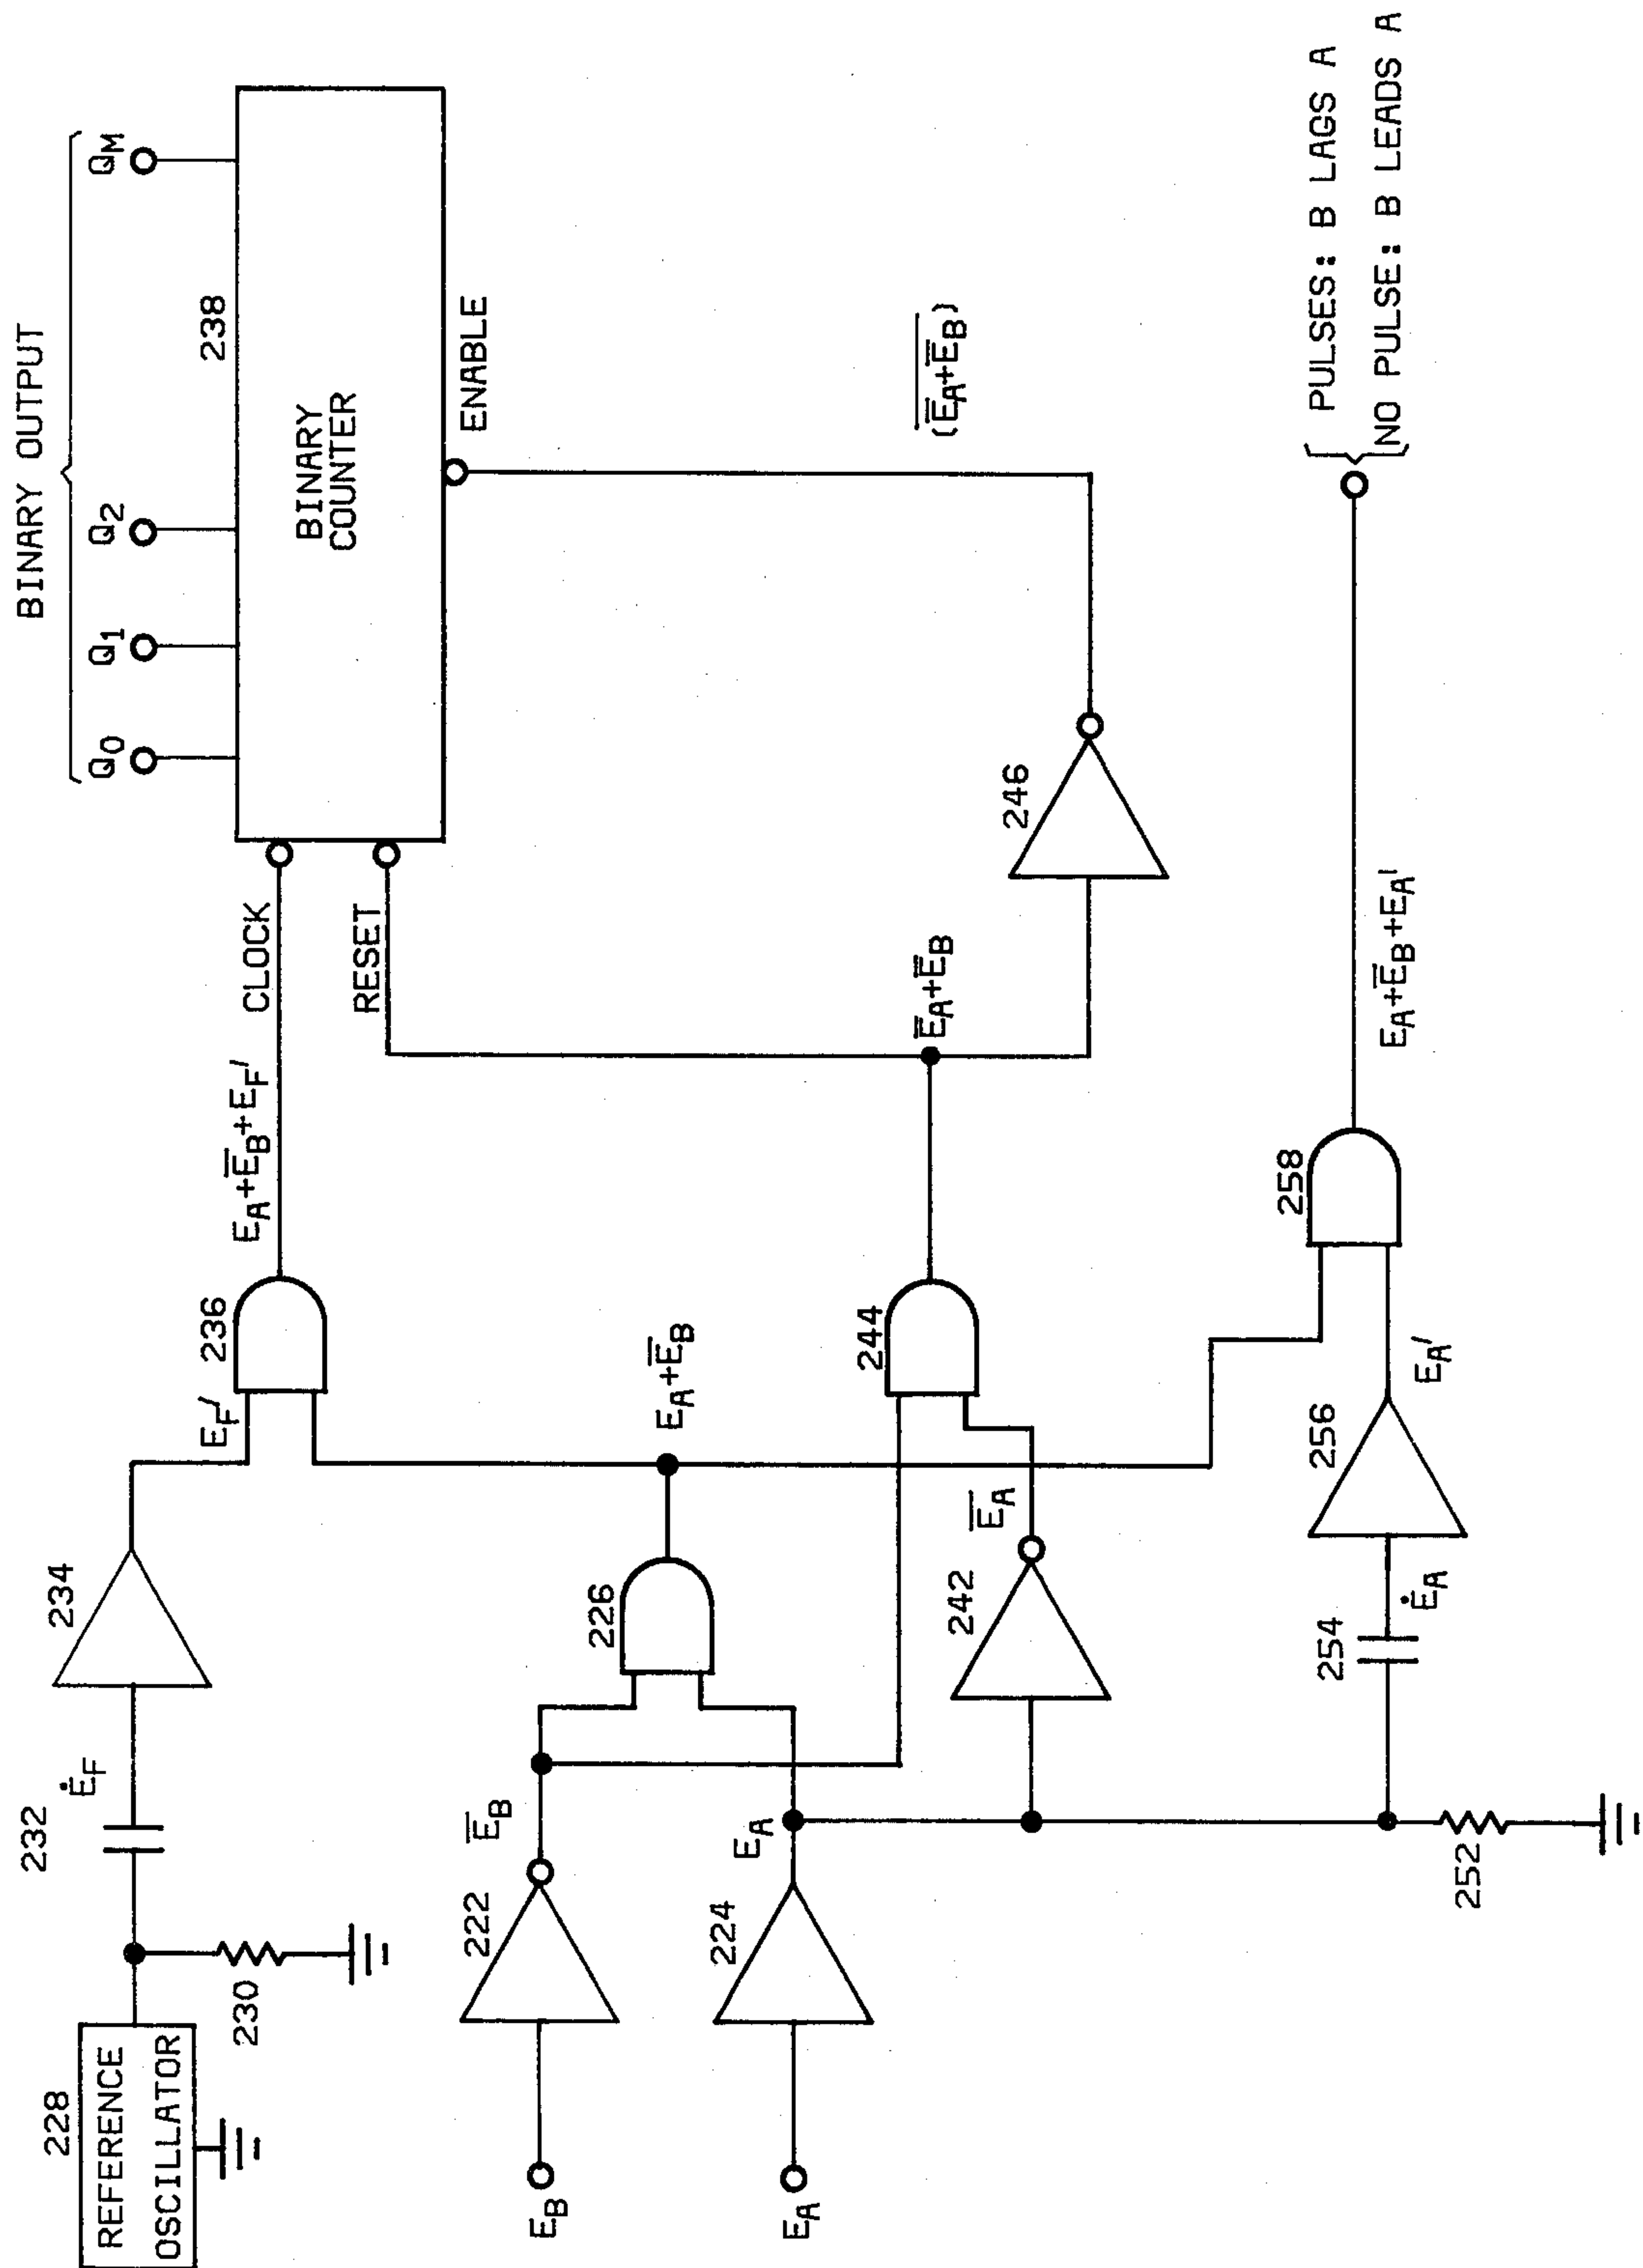 BINARY OUTPUT
Q0
Q1
Q2
QM
238
BINARY
COUNTER
CLOCK
RESET
ENABLE
228
REFERENCE
OSCILLATOR
230
232
ĖF
234
EF'
236
EA+E̅B+EF'
EB
222
E̅B
EA
224
EA
226
EA+E̅B
242
E̅A
244
E̅A+E̅B
246
(E̅A+E̅B)̅
252
254
ĖA
256
EA'
258
EA+E̅B+EA'
PULSES: B LAGS A
NO PULSE: B LEADS A